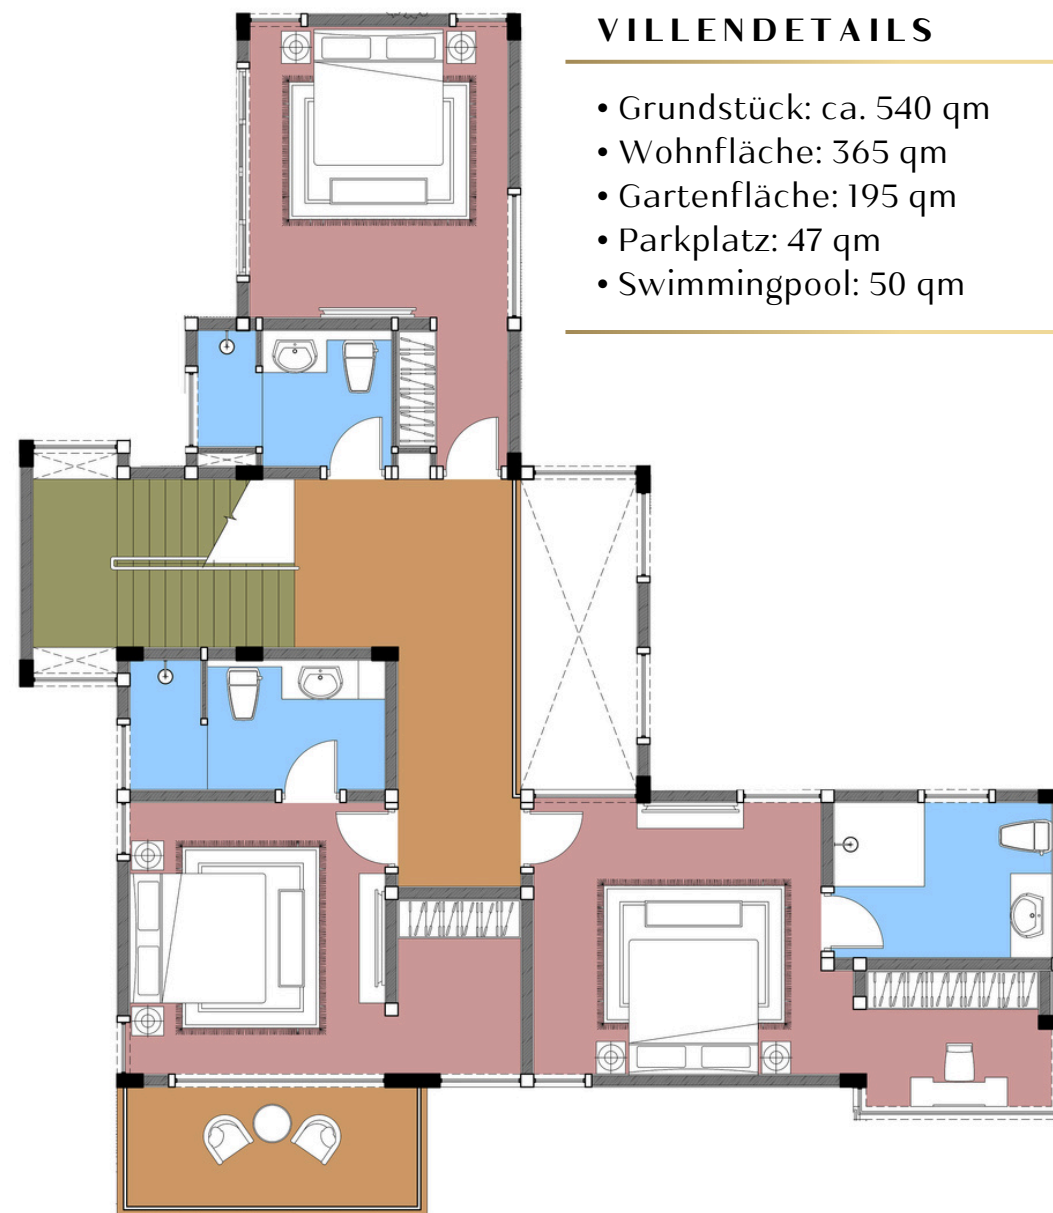 VILLENDETAILS
• Grundstück: ca. 540 qm
• Wohnfläche: 365 qm
• Gartenfläche: 195 qm
• Parkplatz: 47 qm
• Swimmingpool: 50 qm